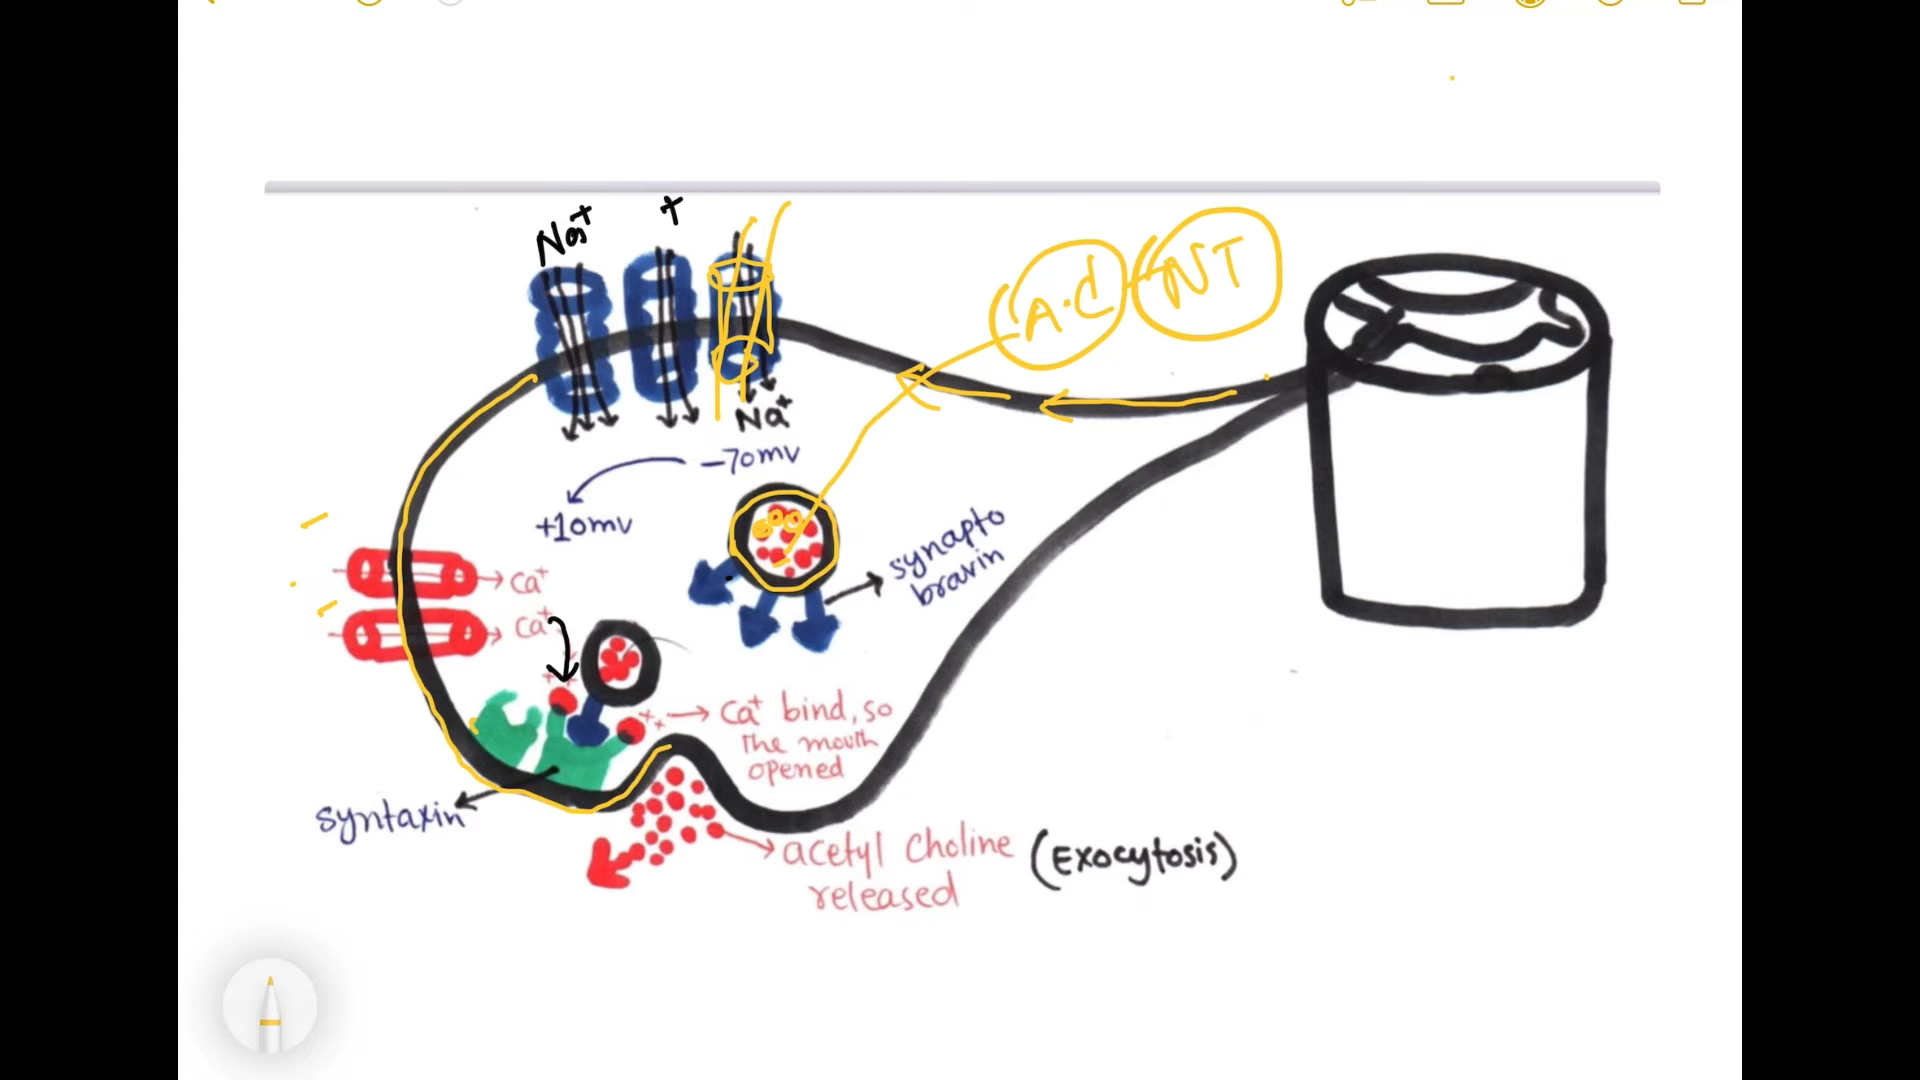 Na+
+
A.d
NT
Na+
-70mv
+10mv
synapto
bravin
Ca+
Ca+
++
++
Ca+ bind, so
The mouth
opened
syntaxin
acetyl choline
released
(Exocytosis)